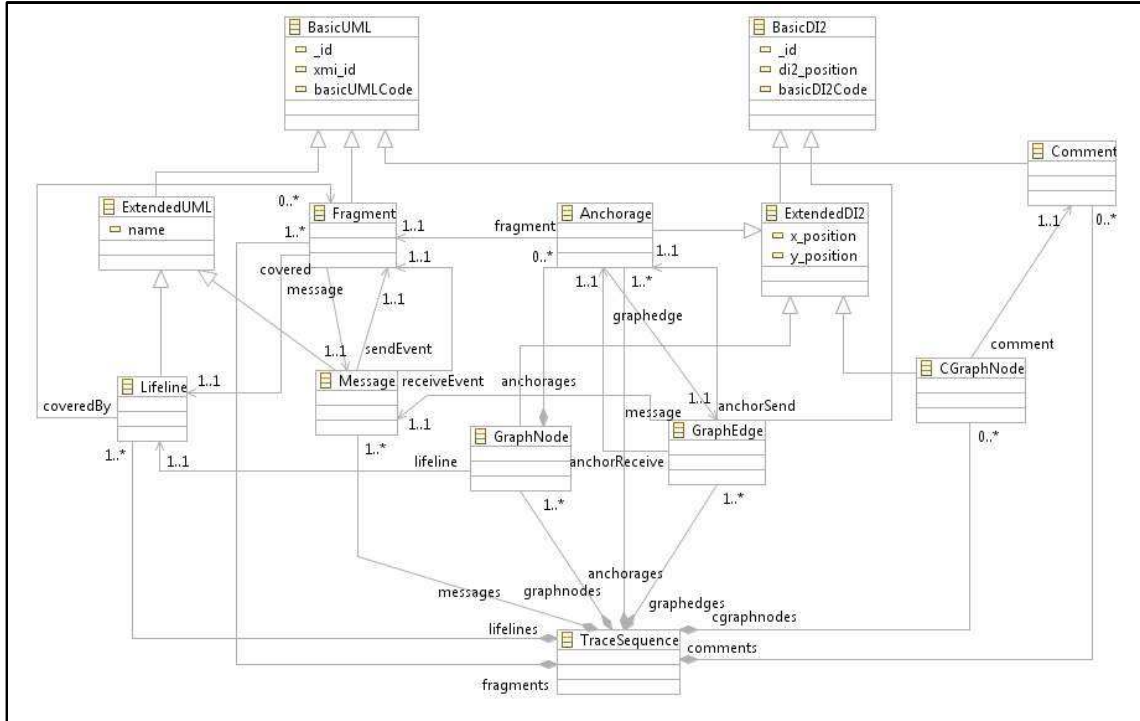 BasicUML
_id
xmi_id
basicUMLCode
BasicDI2
_id
di2_position
basicDI2Code
Comment
ExtendedUML
name
0..*
1..*
Fragment
1..1
fragment
Anchorage
0..*
1..1
ExtendedDI2
x_position
y_position
1..1
0..*
covered
message
1..1
1..1
1..1
1..*
graphedge
1..1
sendEvent
comment
Lifeline
1..1
coveredBy
Message
receiveEvent
anchorages
message
1..1
anchorSend
CGraphNode
1..1
GraphNode
GraphEdge
0..*
1..*
1..1
1..*
lifeline
anchorReceive
1..*
1..*
messages
graphnodes
anchorages
graphedges
cgraphnodes
lifelines
TraceSequence
comments
fragments